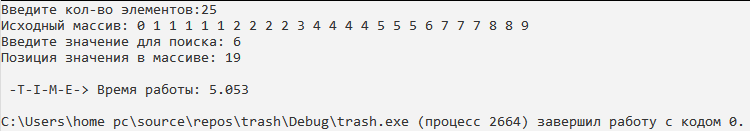 Введите кол-во элементов:25
Исходный массив: 0 1 1 1 1 1 2 2 2 2 3 4 4 4 4 5 5 5 6 7 7 7 8 8 9
Введите значение для поиска: 6
Позиция значения в массиве: 19
-T-I-M-E-> Время работы: 5.053
C:\Users\home pc\source\repos\trash\Debug\trash.exe (процесс 2664) завершил работу с кодом 0.